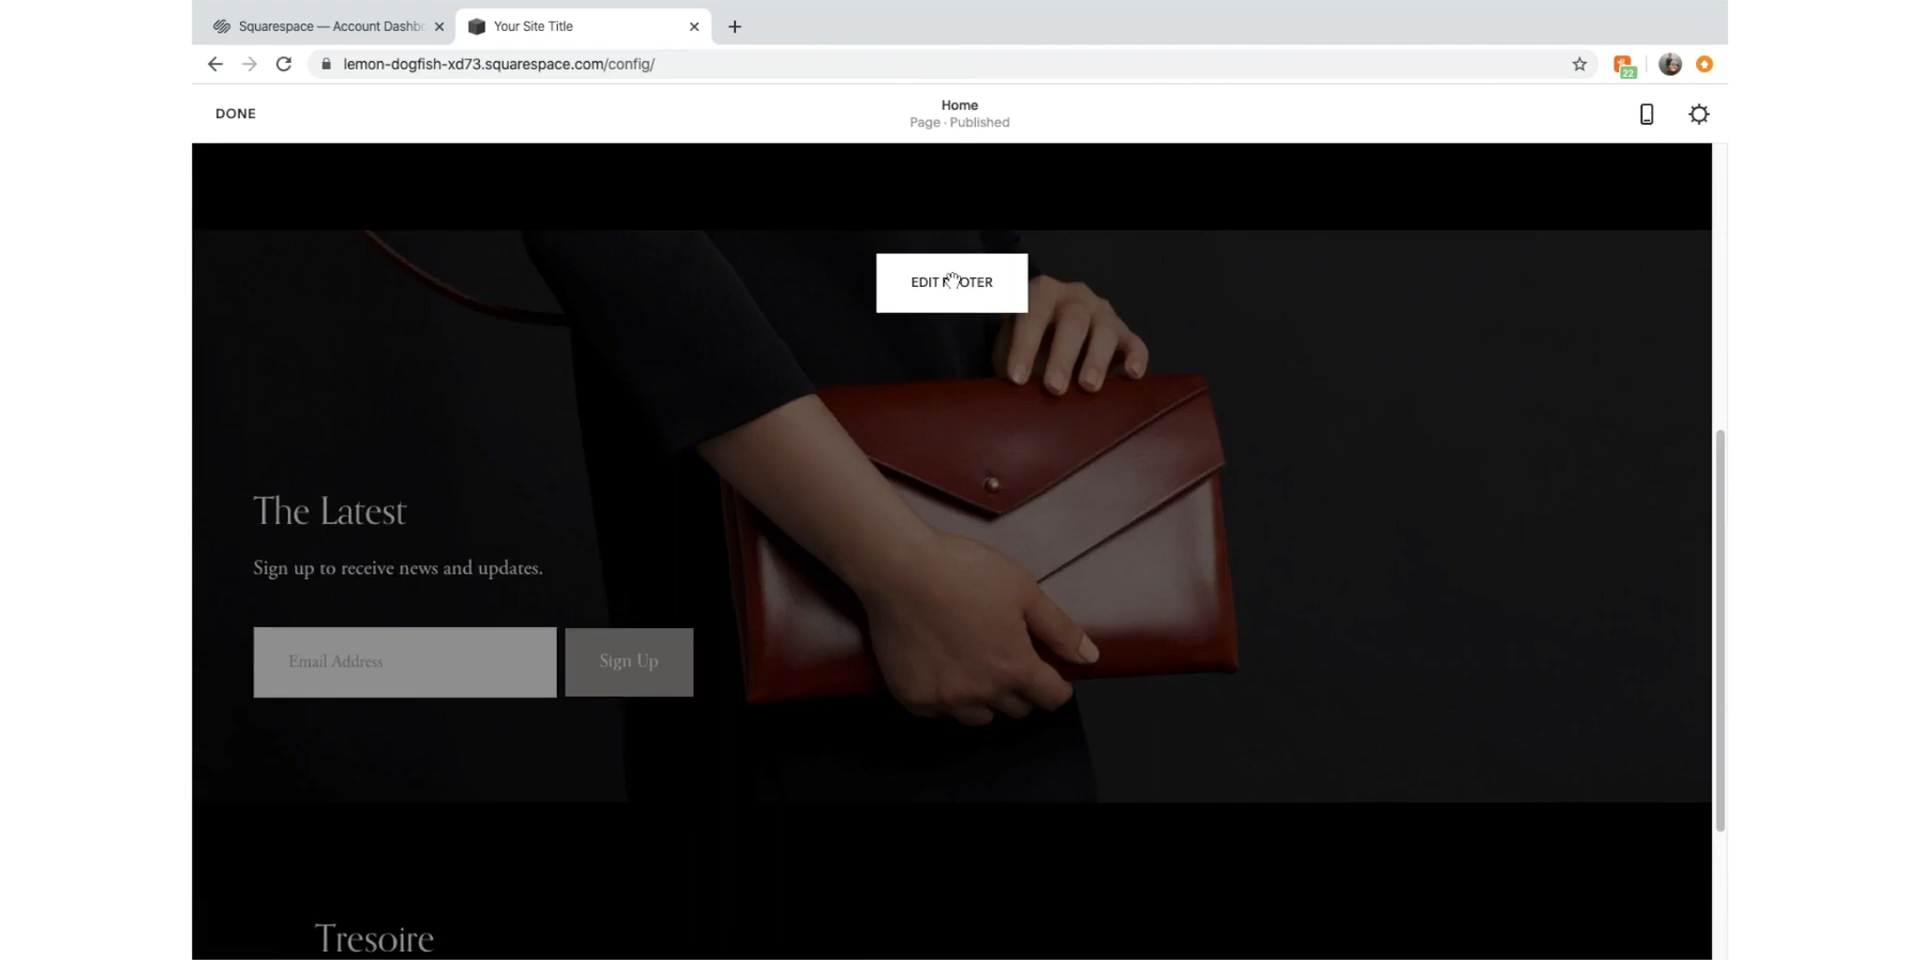 Squarespace — Account Dashbo
Your Site Title
lemon-dogfish-xd73.squarespace.com/config/
22
DONE
Home
Page · Published
EDIT FOOTER
The Latest
Sign up to receive news and updates.
Email Address
Sign Up
Tresoire